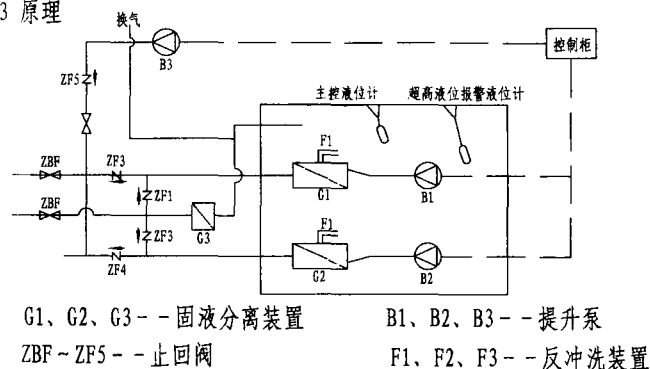 3 原理
换气
B3
控制柜
ZF5
主控液位计 超高液位报警液位计
F1
ZBF ZF3
G1 B1
ZF1
ZBF
G3
ZF3
F1
ZF4
G2 B2
G1、G2、G3--固液分离装置 B1、B2、B3--提升泵
ZBF~ZF5--止回阀 F1、F2、F3--反冲洗装置